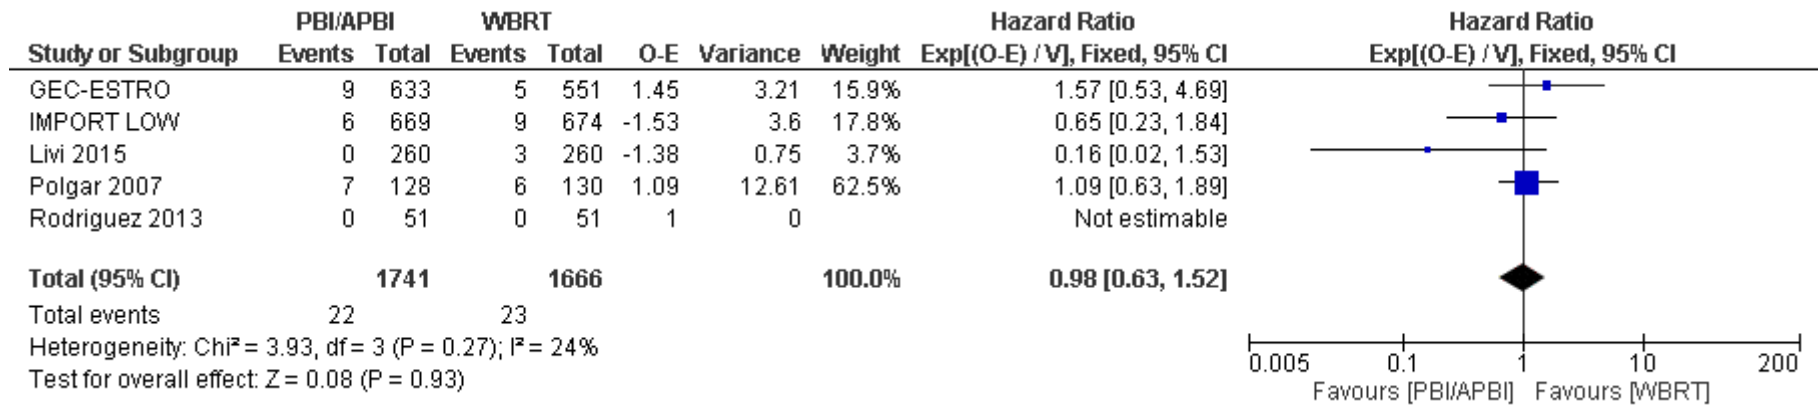 PBI/APBI WBRT Hazard Ratio Hazard Ratio
Study or Subgroup Events Total Events Total O-E Variance Weight Exp[(O-E) / V], Fixed, 95% CI Exp[(O-E) / V], Fixed, 95% CI
GEC-ESTRO 9 633 5 551 1.45 3.21 15.9% 1.57 [0.53, 4.69]
IMPORT LOW 6 669 9 674 -1.53 3.6 17.8% 0.65 [0.23, 1.84]
Livi 2015 0 260 3 260 -1.38 0.75 3.7% 0.16 [0.02, 1.53]
Polgar 2007 7 128 6 130 1.09 12.61 62.5% 1.09 [0.63, 1.89]
Rodriguez 2013 0 51 0 51 1 0 Not estimable
Total (95% CI) 1741 1666 100.0% 0.98 [0.63, 1.52]
Total events 22 23
Heterogeneity: Chi² = 3.93, df = 3 (P = 0.27); I² = 24%
Test for overall effect: Z = 0.08 (P = 0.93)
0.005 0.1 1 10 200
Favours [PBI/APBI] Favours [WBRT]